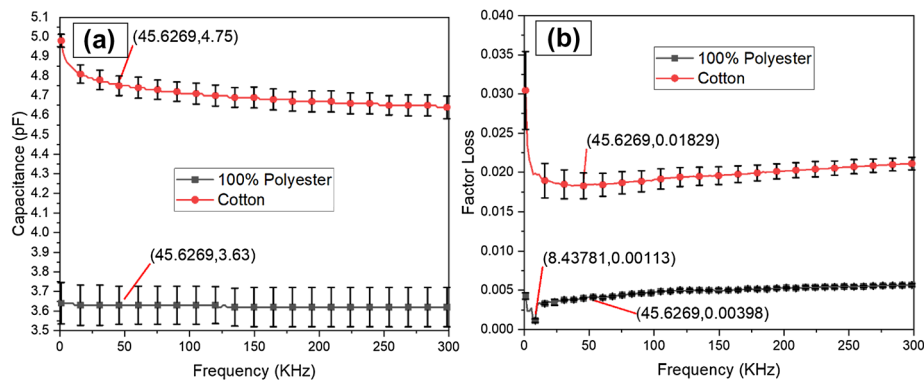 (a)
(45.6269,4.75)
100% Polyester
Cotton
(45.6269,3.63)
Capacitance (pF)
5.1
5.0
4.9
4.8
4.7
4.6
4.5
4.4
4.3
4.2
4.1
4.0
3.9
3.8
3.7
3.6
3.5
0 50 100 150 200 250 300
Frequency (KHz)
(b)
100% Polyester
Cotton
(45.6269,0.01829)
(8.43781,0.00113)
(45.6269,0.00398)
Factor Loss
0.040
0.035
0.030
0.025
0.020
0.015
0.010
0.005
0.000
0 50 100 150 200 250 300
Frequency (KHz)